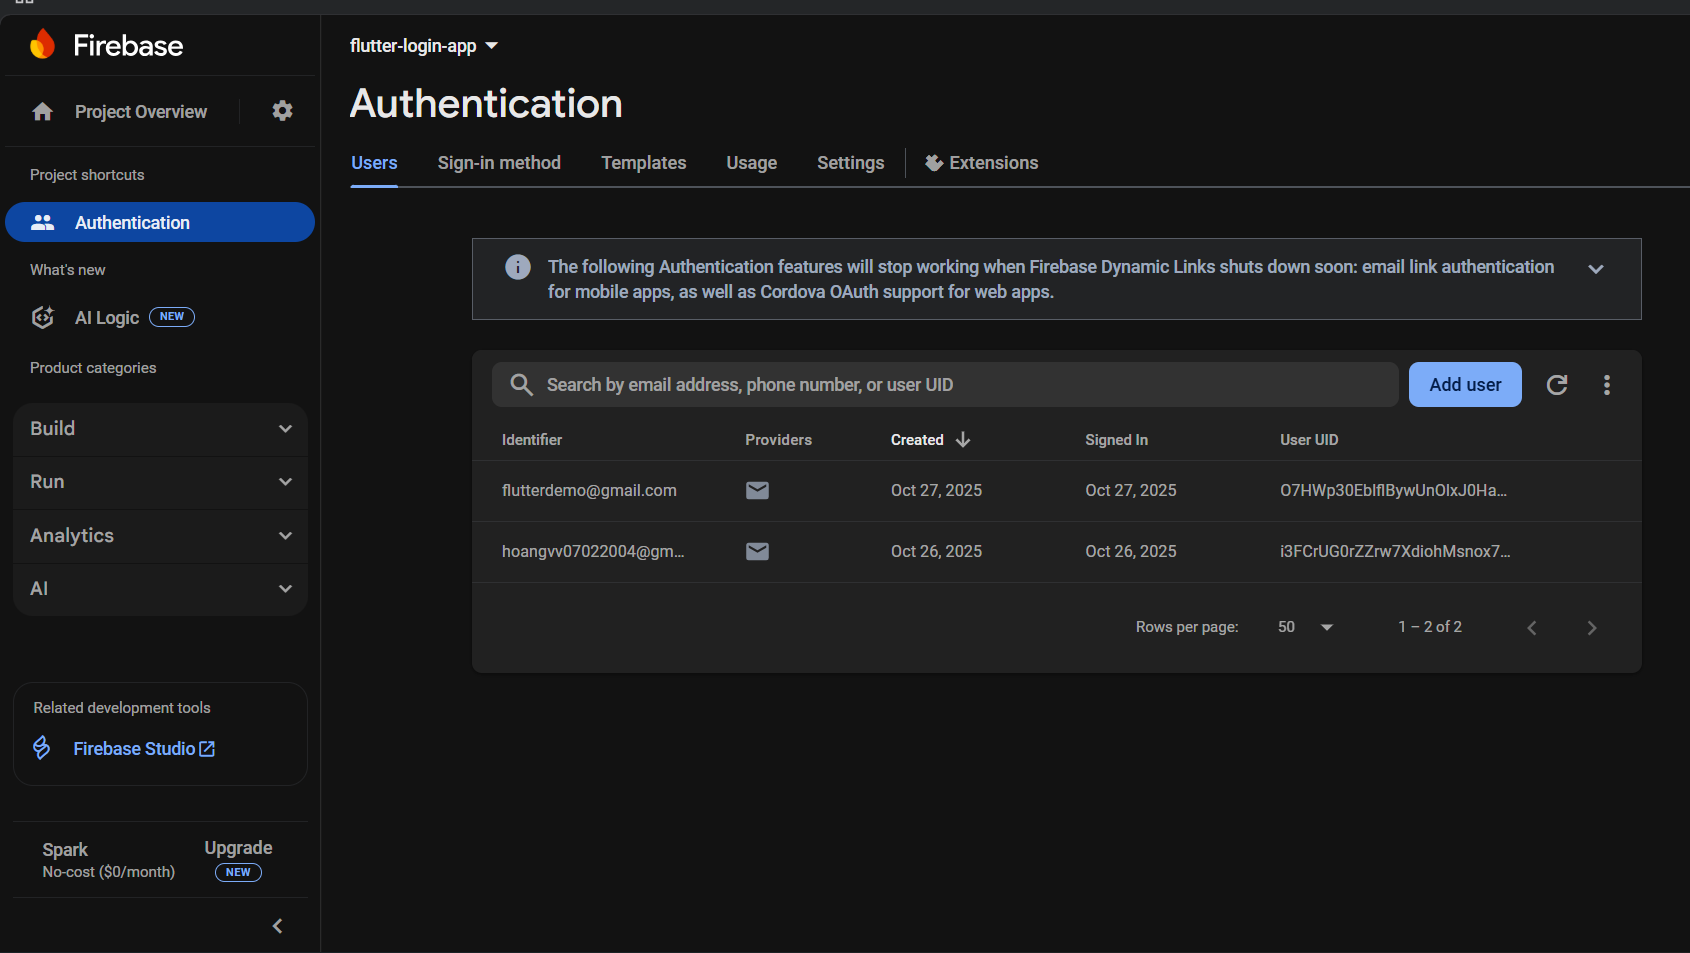 Firebase
Project Overview
Project shortcuts
Authentication
What's new
AI Logic NEW
Product categories
Build
Run
Analytics
AI
Related development tools
Firebase Studio
Spark
No-cost ($0/month)
Upgrade
NEW
flutter-login-app
Authentication
Users Sign-in method Templates Usage Settings Extensions
The following Authentication features will stop working when Firebase Dynamic Links shuts down soon: email link authentication
for mobile apps, as well as Cordova OAuth support for web apps.
Search by email address, phone number, or user UID Add user
Identifier Providers Created Signed In User UID
flutterdemo@gmail.com Oct 27, 2025 Oct 27, 2025 O7HWp30EblflBywUnOlxJ0Ha...
hoangvv07022004@gm... Oct 26, 2025 Oct 26, 2025 i3FCrUG0rZZrw7XdiohMsnox7...
Rows per page: 50 1 – 2 of 2